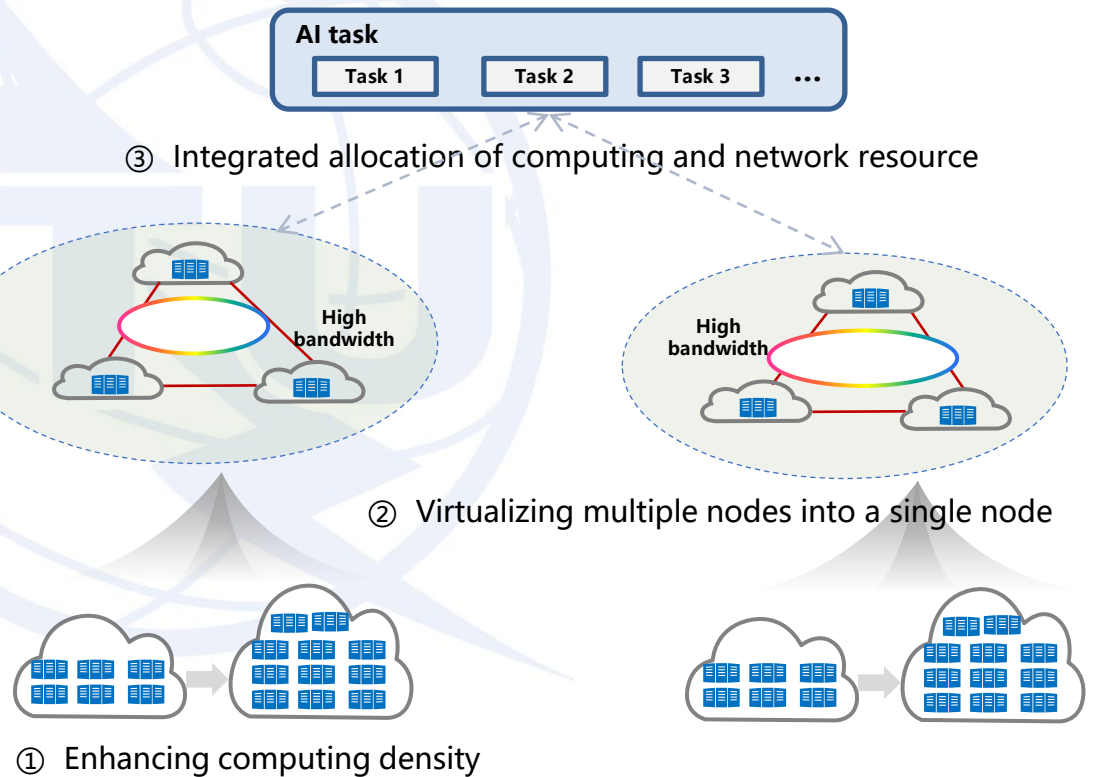 AI task
Task 1
Task 2
Task 3
...
③ Integrated allocation of computing and network resource
High
bandwidth
High
bandwidth
② Virtualizing multiple nodes into a single node
① Enhancing computing density